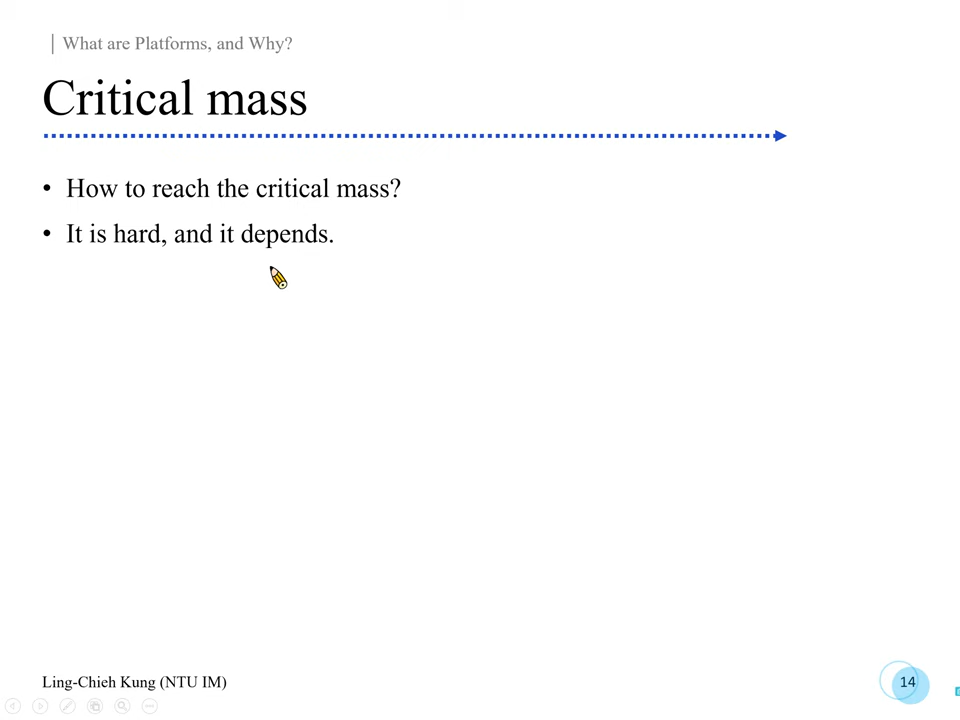 What are Platforms, and Why?
Critical mass
• How to reach the critical mass?
• It is hard, and it depends.
Ling-Chieh Kung (NTU IM)
14